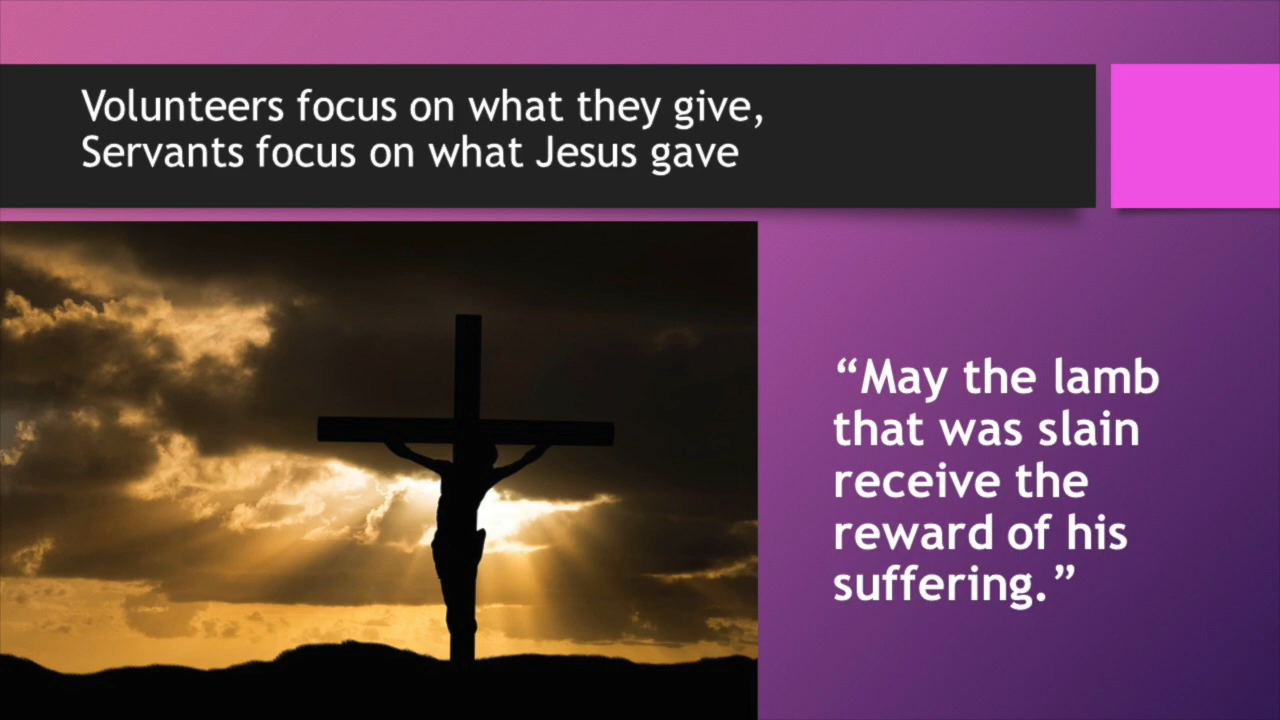 Volunteers focus on what they give,
Servants focus on what Jesus gave
“May the lamb
that was slain
receive the
reward of his
suffering.”